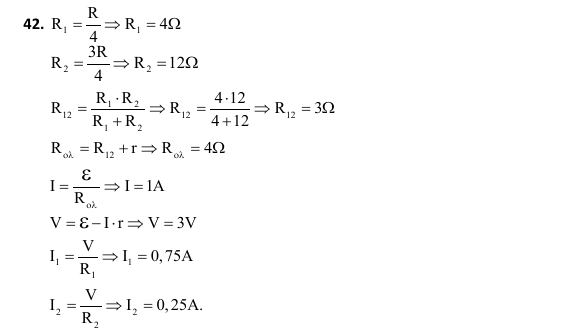 42. R₁ = R/4 ⇒ R₁ = 4Ω
R₂ = 3R/4 ⇒ R₂ = 12Ω
R₁₂ = R₁·R₂/(R₁+R₂) ⇒ R₁₂ = 4·12/(4+12) ⇒ R₁₂ = 3Ω
R_ολ = R₁₂ + r ⇒ R_ολ = 4Ω
I = ε/R_ολ ⇒ I = 1A
V = ε − I·r ⇒ V = 3V
I₁ = V/R₁ ⇒ I₁ = 0,75A
I₂ = V/R₂ ⇒ I₂ = 0,25A.